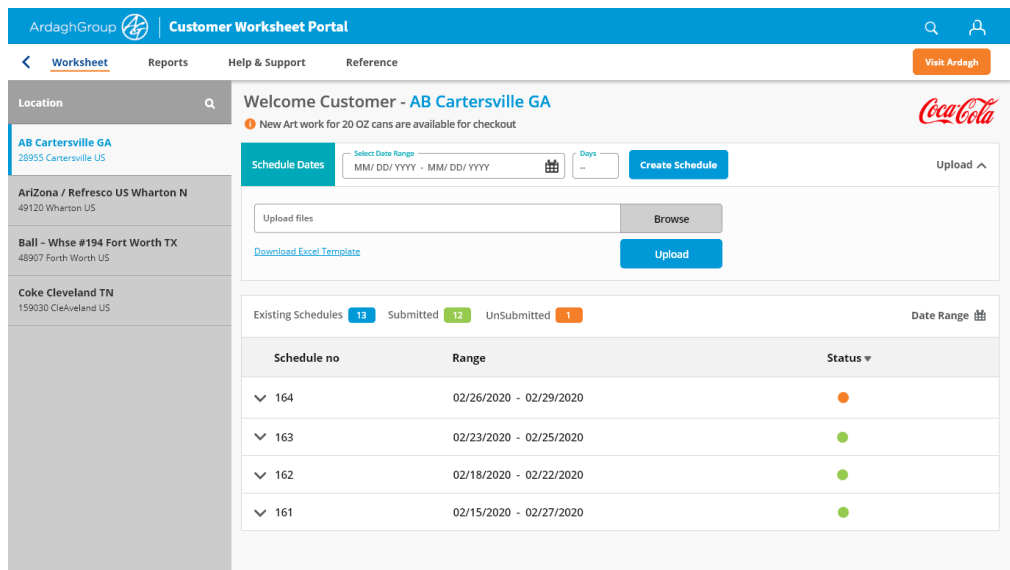 ArdaghGroup Customer Worksheet Portal
Worksheet Reports Help & Support Reference Visit Ardagh
Location
AB Cartersville GA
28955 Cartersville US
AriZona / Refresco US Wharton N
49120 Wharton US
Ball – Whse #194 Fort Worth TX
48907 Forth Worth US
Coke Cleveland TN
159030 CleAveland US
Welcome Customer - AB Cartersville GA
New Art work for 20 OZ cans are available for checkout
Coca-Cola
Schedule Dates
Select Date Range
MM/ DD/ YYYY - MM/ DD/ YYYY
Days
--
Create Schedule
Upload
Upload files Browse
Download Excel Template Upload
Existing Schedules 13 Submitted 12 UnSubmitted 1 Date Range
Schedule no Range Status
164 02/26/2020 - 02/29/2020
163 02/23/2020 - 02/25/2020
162 02/18/2020 - 02/22/2020
161 02/15/2020 - 02/27/2020